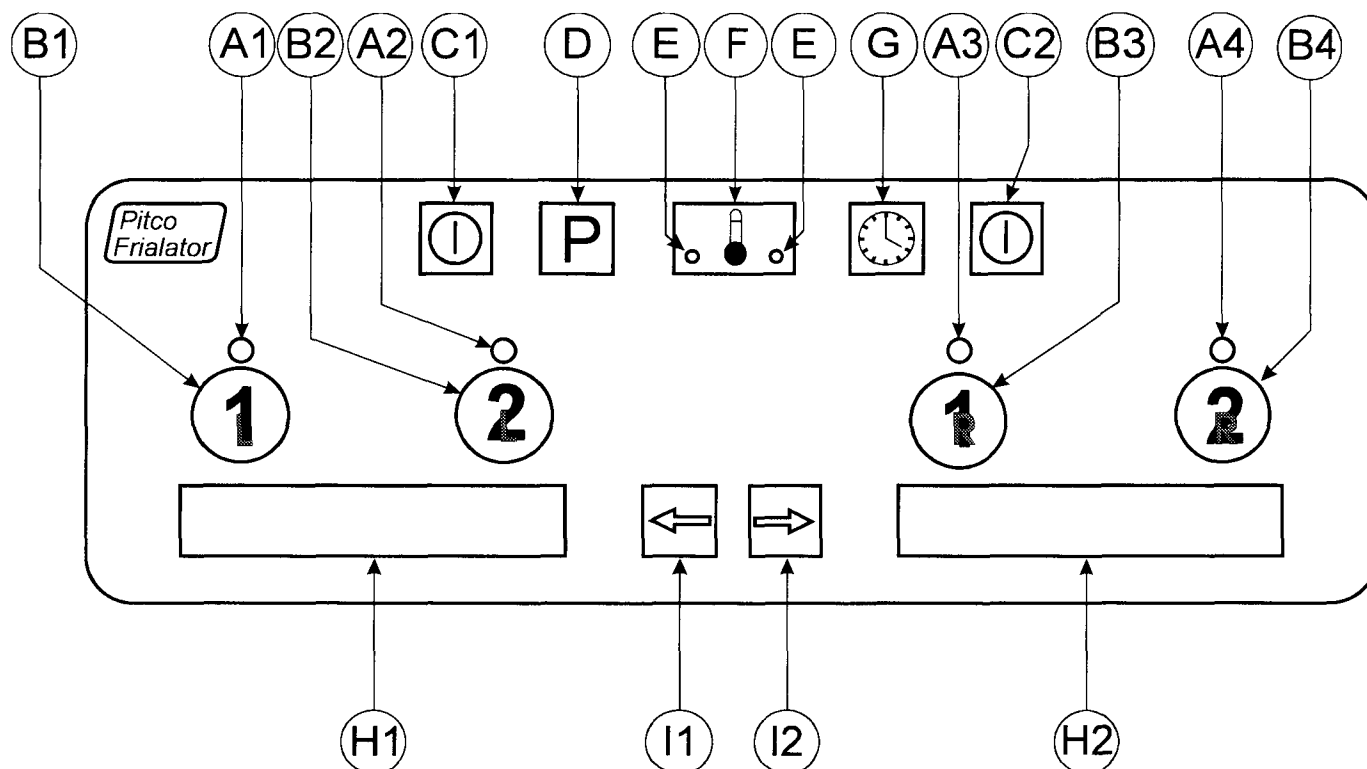 B1 A1 B2 A2 C1 D E F E G A3 C2 B3 A4 B4
Pitco
Frialator
P
1 L
2 L
1 R
2 R
H1 I1 I2 H2